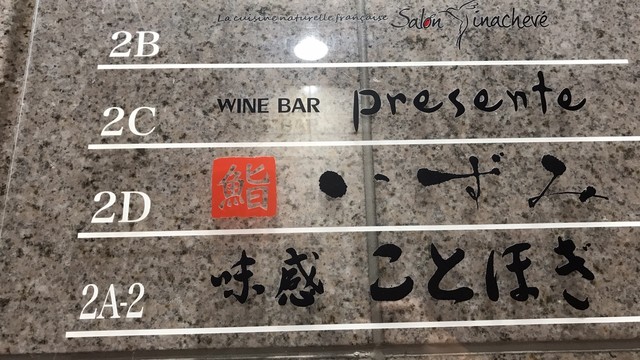 La cuisine naturelle française Salon inachevé
2B
2C WINE BAR presente
2D 鮨 いずみ
2A-2 味感 ことほぎ